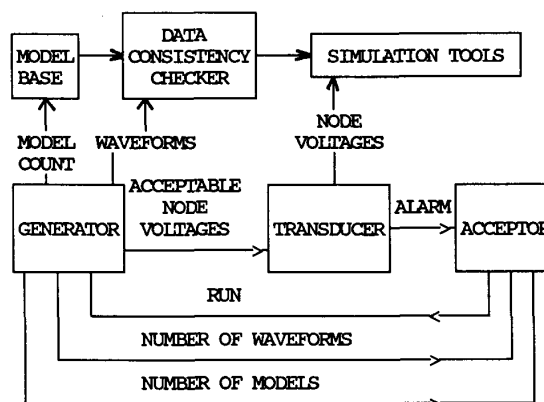 MODEL
BASE
DATA
CONSISTENCY
CHECKER
SIMULATION TOOLS
MODEL
COUNT
WAVEFORMS
NODE
VOLTAGES
ACCEPTABLE
NODE
VOLTAGES
GENERATOR
TRANSDUCER
ALARM
ACCEPTOR
RUN
NUMBER OF WAVEFORMS
NUMBER OF MODELS